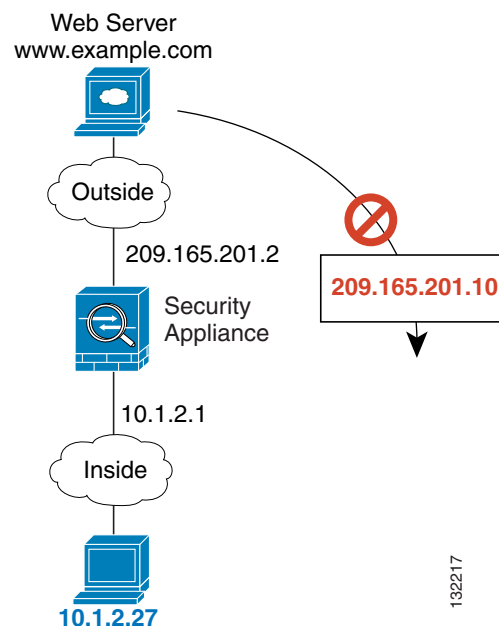 Web Server
www.example.com
Outside
209.165.201.2
209.165.201.10
Security
Appliance
10.1.2.1
Inside
10.1.2.27
132217